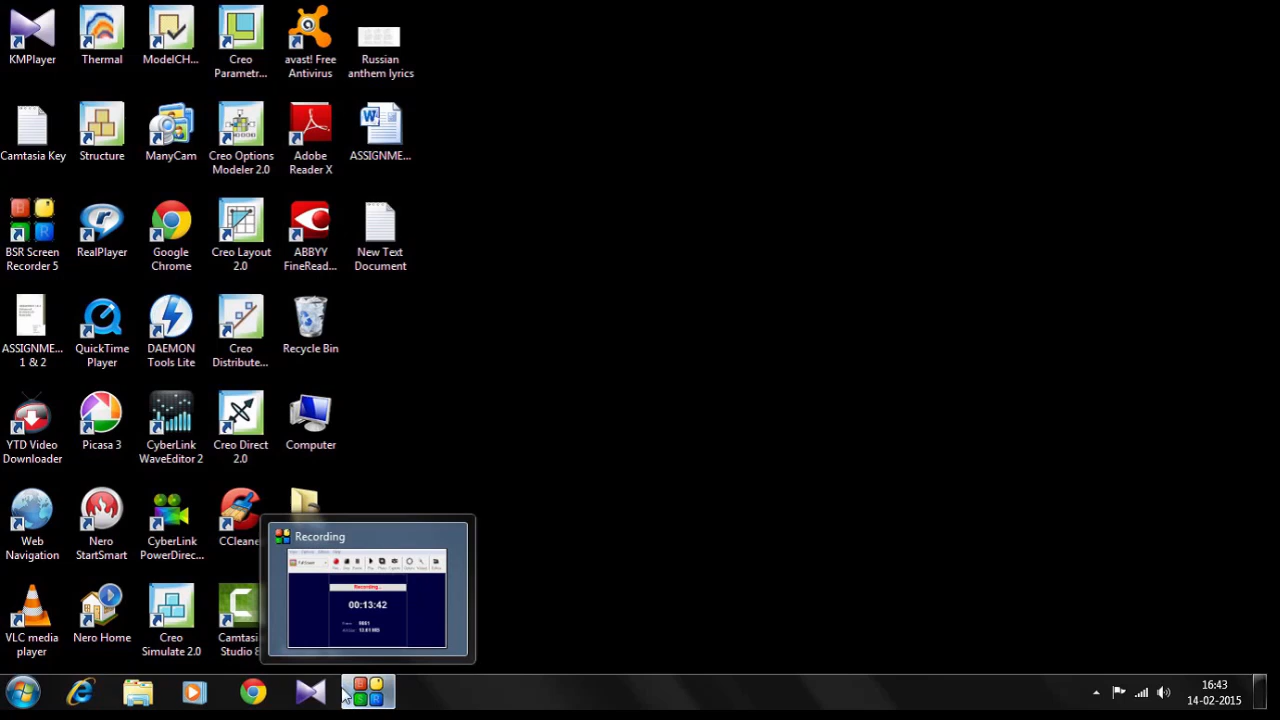 KMPlayer
Thermal
ModelCH...
Creo
Parametr...
avast! Free
Antivirus
Russian
anthem lyrics
Camtasia Key
Structure
ManyCam
Creo Options
Modeler 2.0
Adobe
Reader X
ASSIGNME...
BSR Screen
Recorder 5
RealPlayer
Google
Chrome
Creo Layout
2.0
ABBYY
FineRead...
New Text
Document
ASSIGNME...
1 & 2
QuickTime
Player
DAEMON
Tools Lite
Creo
Distribute...
Recycle Bin
YTD Video
Downloader
Picasa 3
CyberLink
WaveEditor 2
Creo Direct
2.0
Computer
Web
Navigation
Nero
StartSmart
CyberLink
PowerDirec...
CCleane
Recording
Recording...
00:13:42
VLC media
player
Nero Home
Creo
Simulate 2.0
Camtas
Studio 8
16:43
14-02-2015